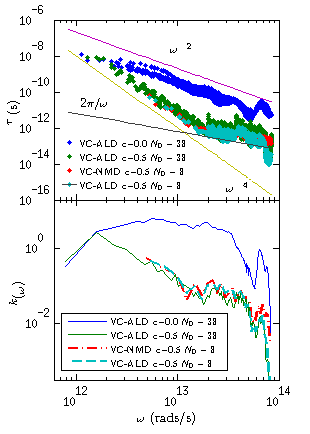 10^-6
10^-8
10^-10
10^-12
10^-14
10^-16
τ (s)
ω^-2
2π/ω
VC-ALD c=0.0 N_D = 38
VC-ALD c=0.5 N_D = 38
VC-NMD c=0.5 N_D = 8
VC-ALD c=0.5 N_D = 8
ω^-4
10^0
10^-2
k(ω)
VC-ALD c=0.0 N_D = 38
VC-ALD c=0.5 N_D = 38
VC-NMD c=0.5 N_D = 8
VC-ALD c=0.5 N_D = 8
10^12
10^13
10^14
ω (rads/s)